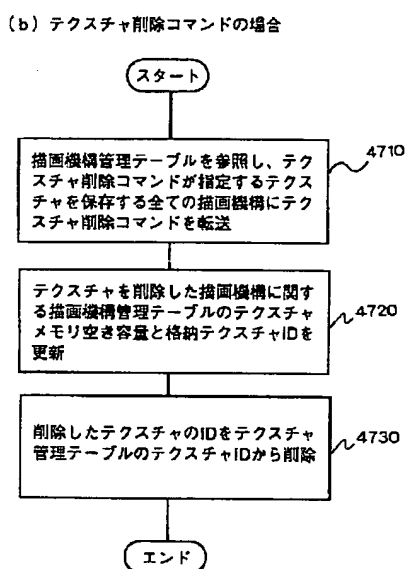 (b) テクスチャ削除コマンドの場合
スタート
描画機構管理テーブルを参照し、テク
スチャ削除コマンドが指定するテクス
チャを保存する全ての描画機構にテク
スチャ削除コマンドを転送
4710
テクスチャを削除した描画機構に関す
る描画機構管理テーブルのテクスチャ
メモリ空き容量と格納テクスチャIDを
更新
4720
削除したテクスチャのIDをテクスチャ
管理テーブルのテクスチャIDから削除
4730
エンド